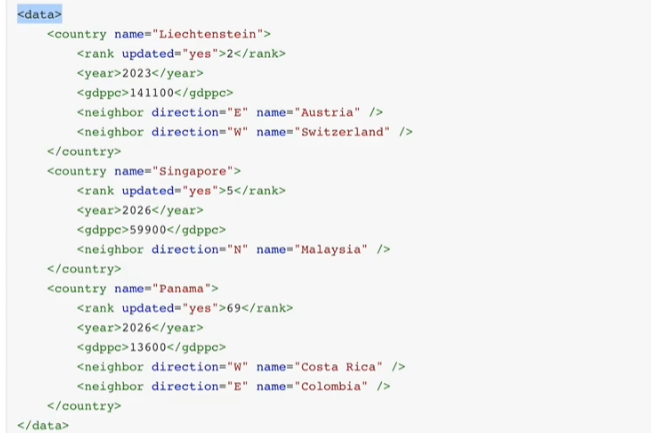 <data>
<country name="Liechtenstein">
<rank updated="yes">2</rank>
<year>2023</year>
<gdppc>141100</gdppc>
<neighbor direction="E" name="Austria" />
<neighbor direction="W" name="Switzerland" />
</country>
<country name="Singapore">
<rank updated="yes">5</rank>
<year>2026</year>
<gdppc>59900</gdppc>
<neighbor direction="N" name="Malaysia" />
</country>
<country name="Panama">
<rank updated="yes">69</rank>
<year>2026</year>
<gdppc>13600</gdppc>
<neighbor direction="W" name="Costa Rica" />
<neighbor direction="E" name="Colombia" />
</country>
</data>